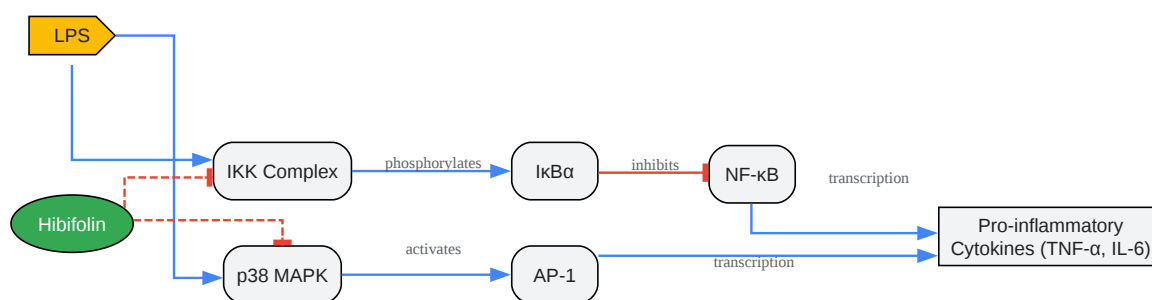 LPS
IKK Complex
phosphorylates
IκBα
inhibits
NF-κB
transcription
Hibifolin
Pro-inflammatory
Cytokines (TNF-α, IL-6)
p38 MAPK
activates
AP-1
transcription